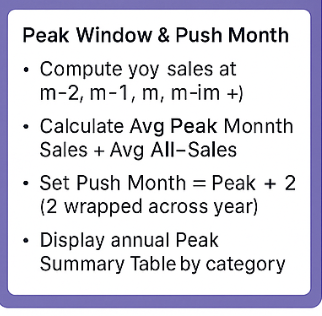 Peak Window & Push Month
• Compute yoy sales at
m-2, m-1, m, m-im +)
• Calculate Avg Peak Monnth
Sales + Avg All-Sales
• Set Push Month = Peak + 2
(2 wrapped across year)
• Display annual Peak
Summary Table by category